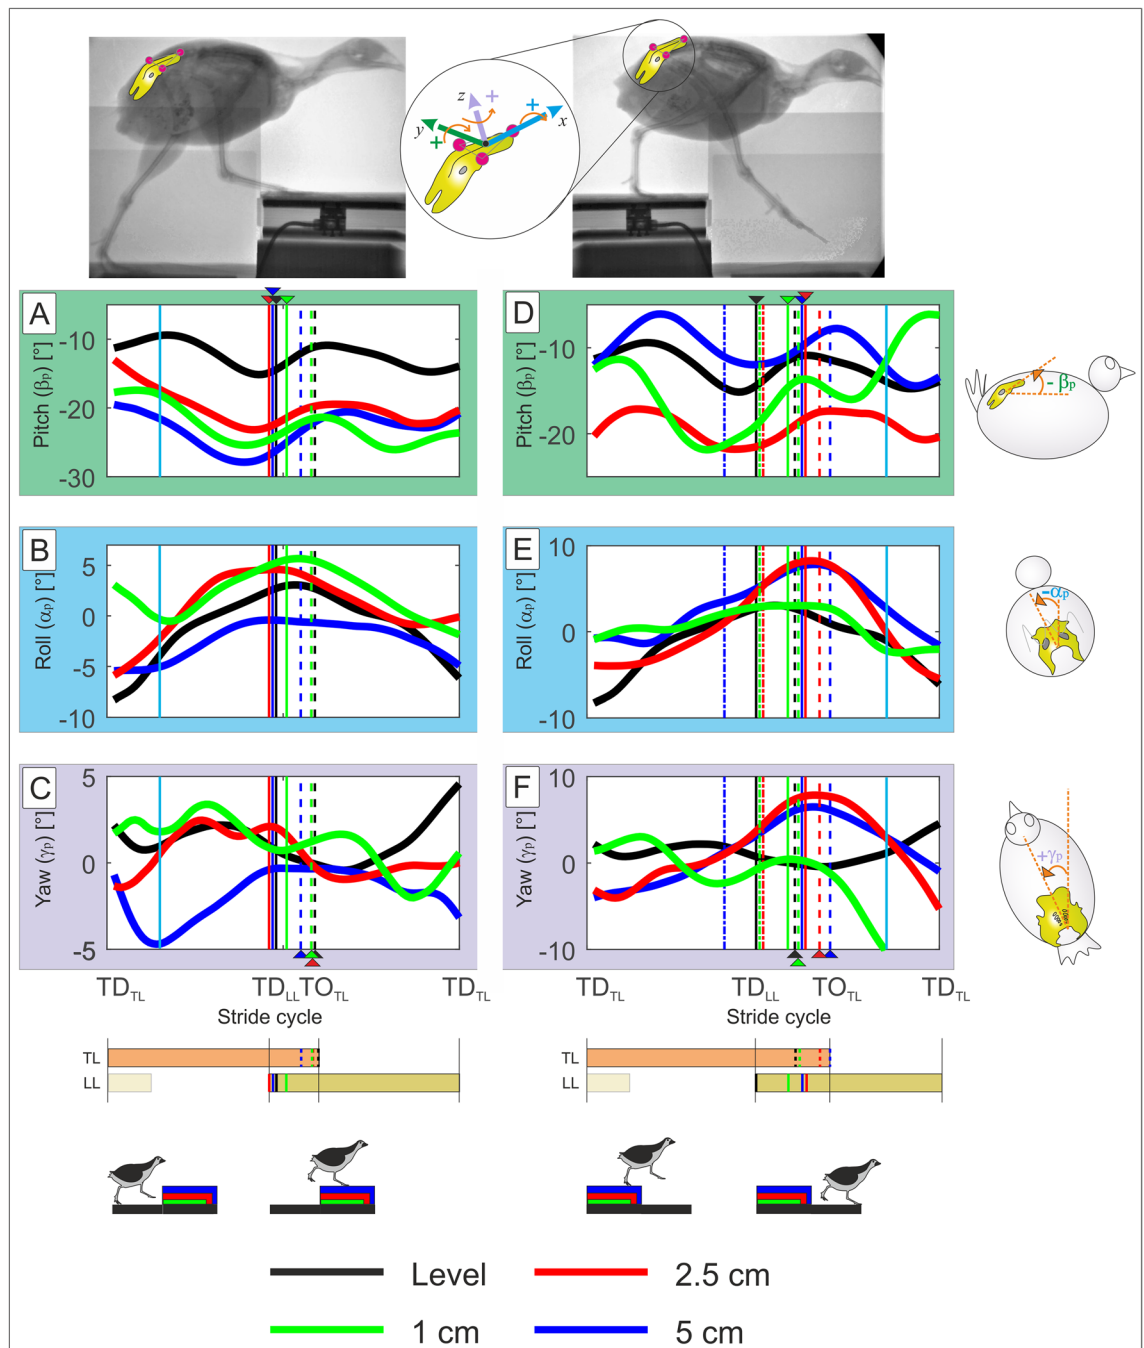 z + + y + x
A Pitch (βp) [°] -10 -20 -30
D Pitch (βp) [°] -10 -20
- βp
B Roll (αp) [°] 5 0 -5 -10
E Roll (αp) [°] 10 0 -10
-αp
C Yaw (γp) [°] 5 0 -5
F Yaw (γp) [°] 10 0 -10
+γp
TDTL TDLL TOTL TDTL
TDTL TDLL TOTL TDTL
Stride cycle Stride cycle
TL
LL
Level 2.5 cm
1 cm 5 cm